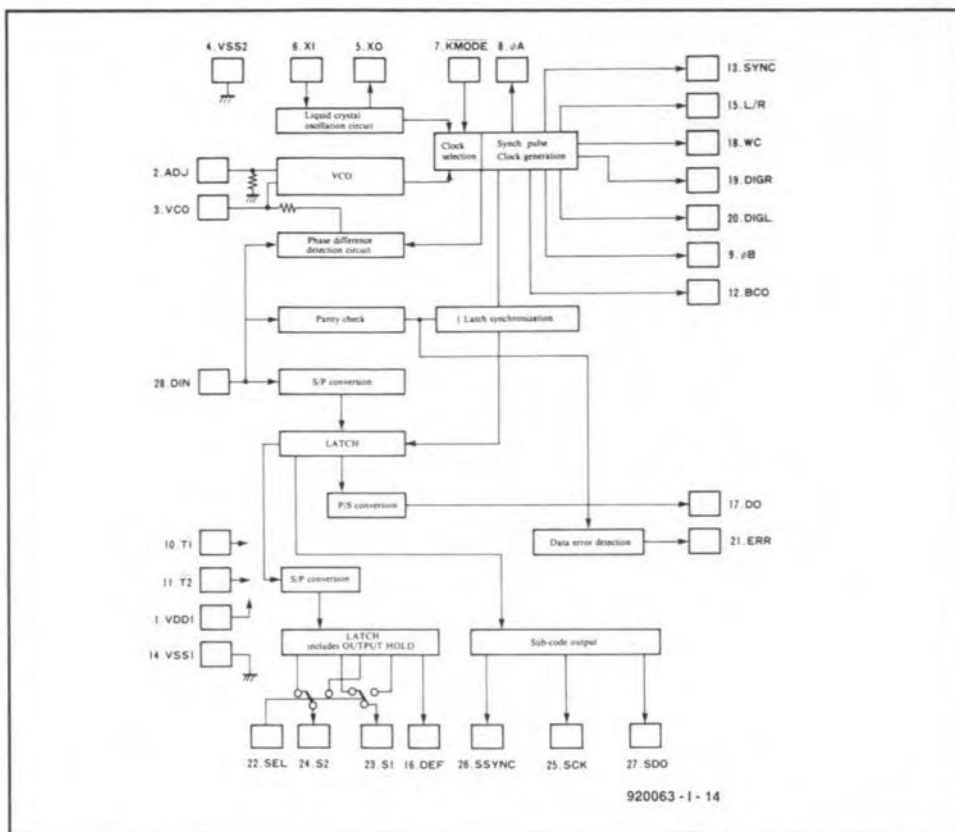 4. VSS2
6. XI
5. XO
7. KMODE
8. øA
13. SYNC
15. L/R
18. WC
19. DIGR
20. DIGL
9. øB
12. BCO
Liquid crystal
oscillation circuit
Clock
selection
Synch pulse
Clock generation
2. ADJ
VCO
3. VCO
Phase difference
detection circuit
Parity check
| Latch synchronization
28. DIN
S/P conversion
LATCH
P/S conversion
17. DO
Data error detection
21. ERR
10. T1
11. T2
S/P conversion
1. VDD1
14. VSS1
LATCH
includes OUTPUT HOLD
Sub-code output
22. SEL
24. S2
23. S1
16. DEF
26. SSYNC
25. SCK
27. SDO
920063 - I - 14